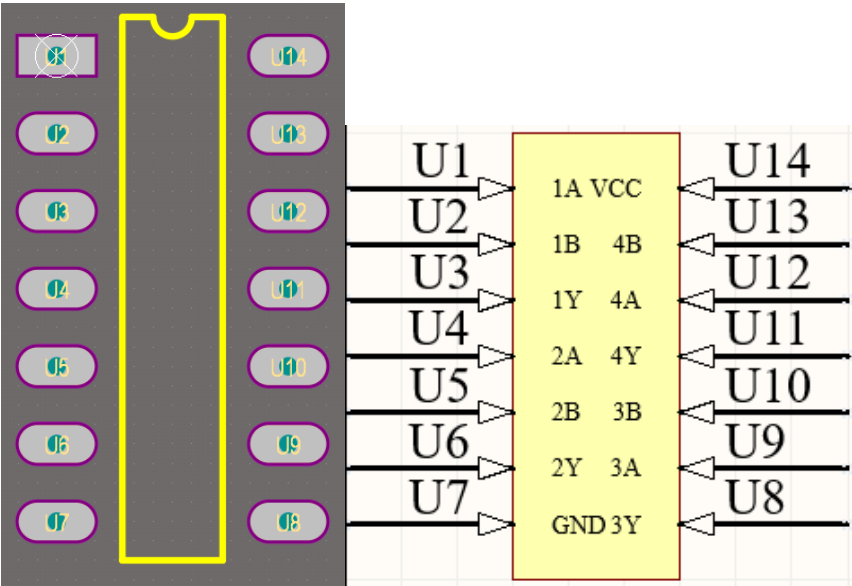 U1 U14
U2 U13
U3 U12
U4 U11
U5 U10
U6 U9
U7 U8
U1 1A VCC U14
U2 1B 4B U13
U3 1Y 4A U12
U4 2A 4Y U11
U5 2B 3B U10
U6 2Y 3A U9
U7 GND 3Y U8